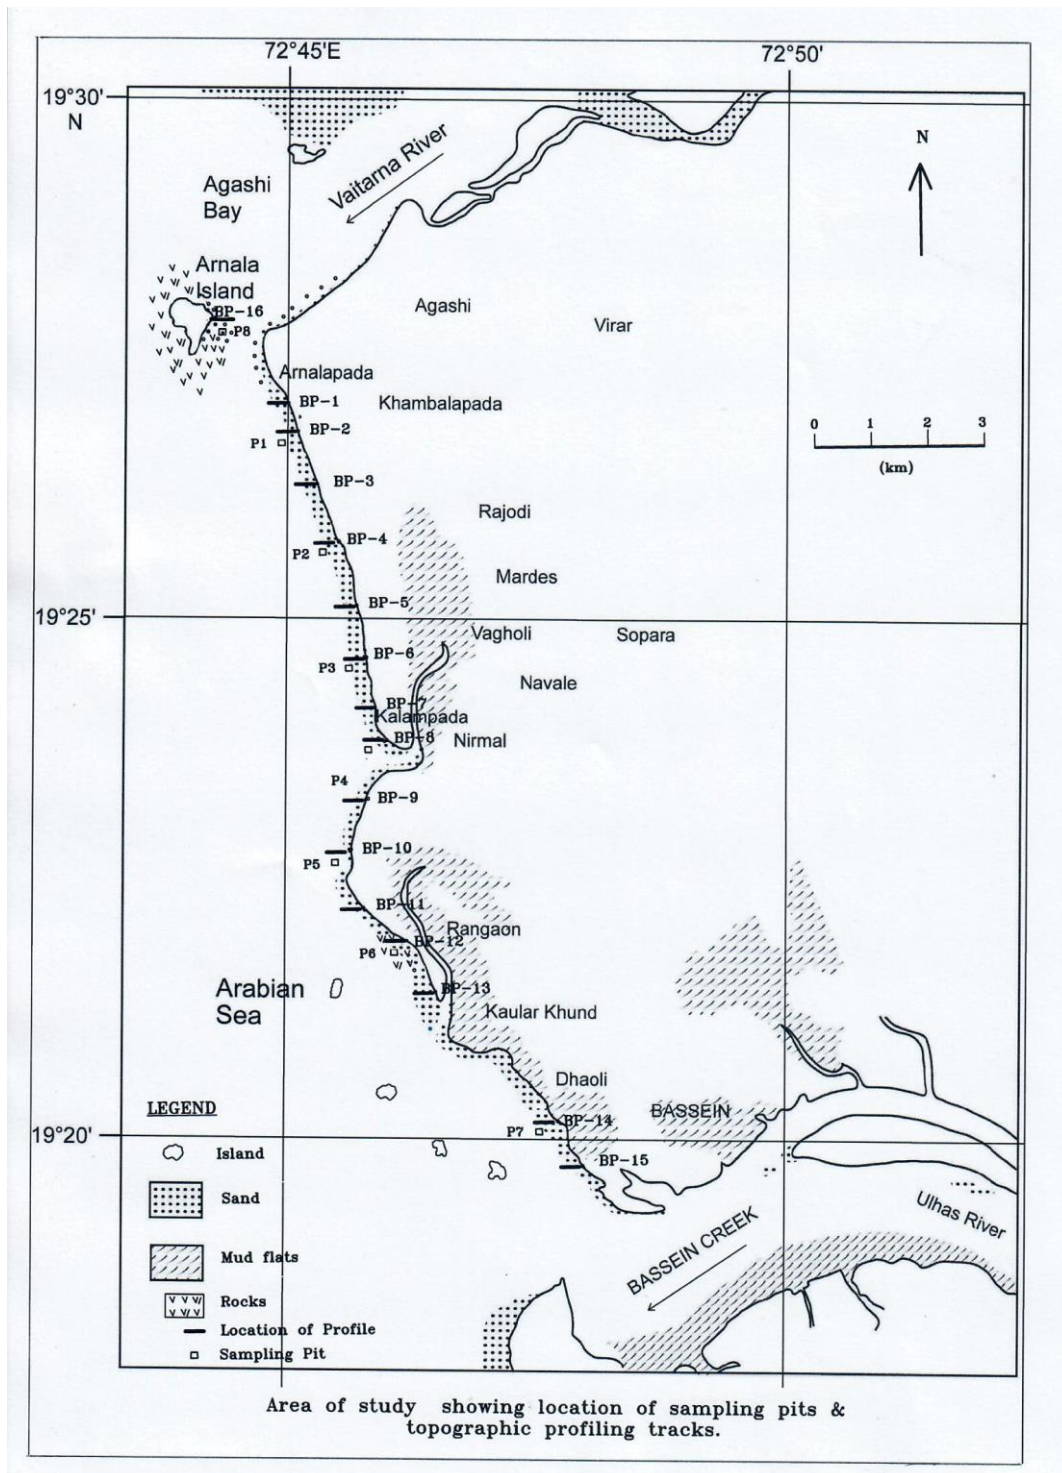 72°45'E
72°50'
19°30'
N
N
Vaitarna River
Agashi
Bay
Arnala
Island
BP-16
P8
Agashi
Virar
Arnalapada
BP-1
Khambalapada
BP-2
P1
0 1 2 3
(km)
BP-3
Rajodi
BP-4
P2
Mardes
BP-5
19°25'
Vagholi
Sopara
BP-6
P3
Navale
BP-7
Kalampada
BP-8
Nirmal
P4
BP-9
BP-10
P5
BP-11
Rangaon
BP-12
P6
Arabian
Sea
BP-13
Kaular Khund
Dhaoli
BASSEIN
LEGEND
BP-14
P7
19°20'
BP-15
Island
Sand
Ulhas River
BASSEIN CREEK
Mud flats
Rocks
Location of Profile
Sampling Pit
Area of study showing location of sampling pits &
topographic profiling tracks.